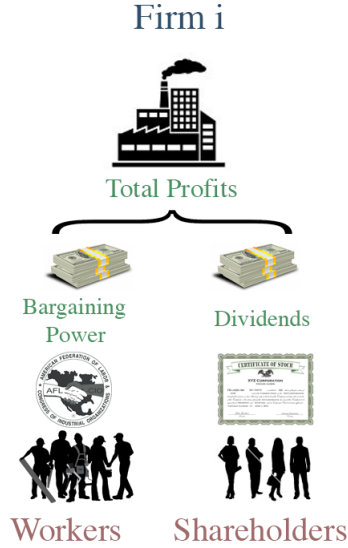 Firm i
Total Profits
Bargaining
Power
Dividends
AMERICAN FEDERATION OF LABOR &
CONGRESS OF INDUSTRIAL ORGANIZATIONS
AFL
CERTIFICATE OF STOCK
XYZ CORPORATION
Workers
Shareholders